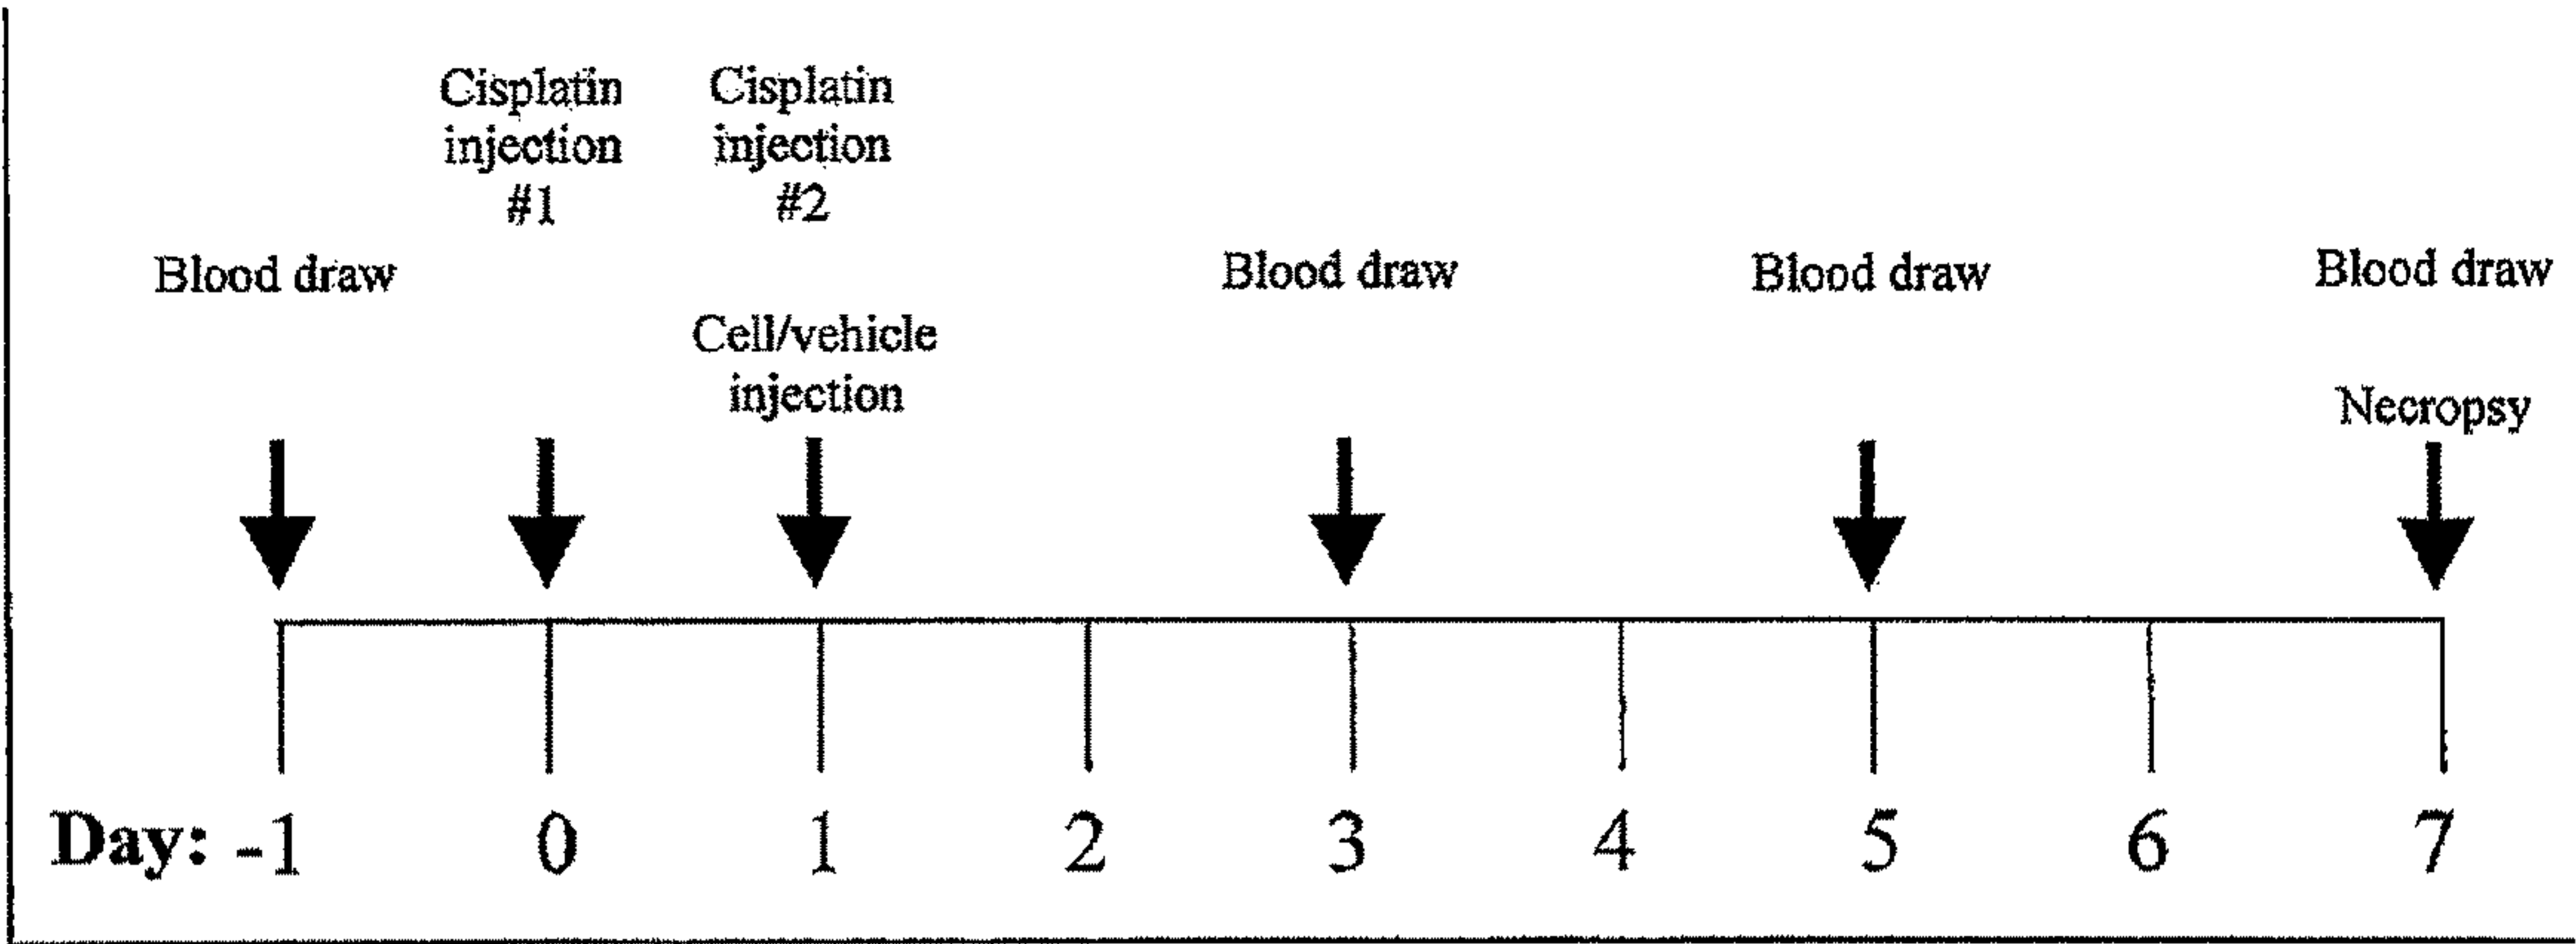 Cisplatin
injection
#1
Cisplatin
injection
#2
Blood draw
Cell/vehicle
injection
Blood draw
Blood draw
Blood draw
Necropsy
Day: -1 0 1 2 3 4 5 6 7